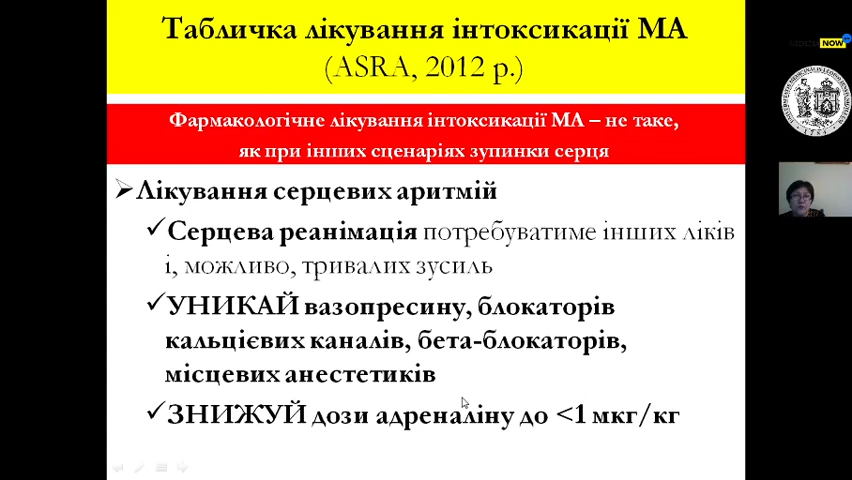 Табличка лікування інтоксикації МА
(ASRA, 2012 р.)
Фармакологічне лікування інтоксикації МА – не таке,
як при інших сценаріях зупинки серця
Лікування серцевих аритмій
Серцева реанімація потребуватиме інших ліків
і, можливо, тривалих зусиль
УНИКАЙ вазопресину, блокаторів
кальцієвих каналів, бета-блокаторів,
місцевих анестетиків
ЗНИЖУЙ дози адреналіну до <1 мкг/кг
NOW
1784